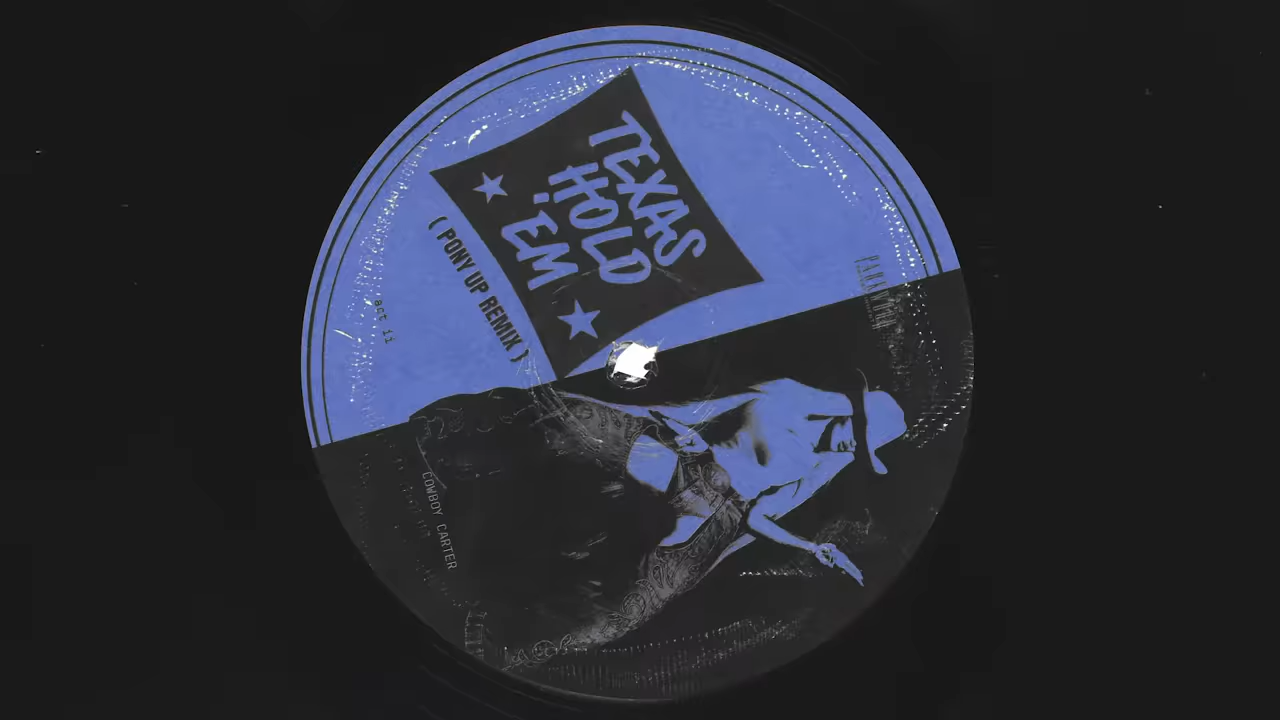 TEXAS
HOLD
'EM
( PONY UP REMIX )
act ii
COWBOY CARTER